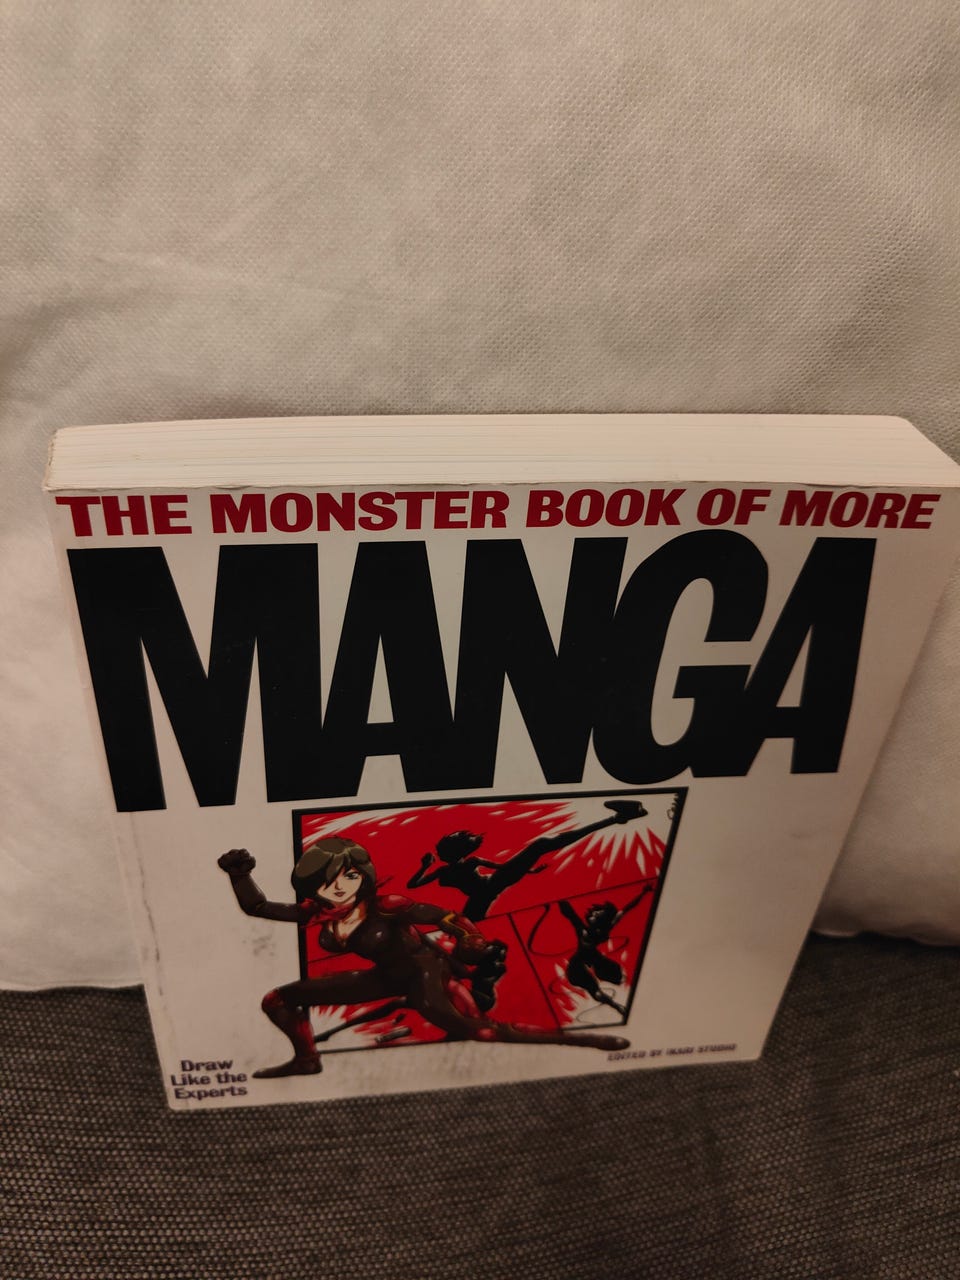 THE MONSTER BOOK OF MORE
MANGA
Draw
Like the
Experts
EDITED BY IKARI STUDIO